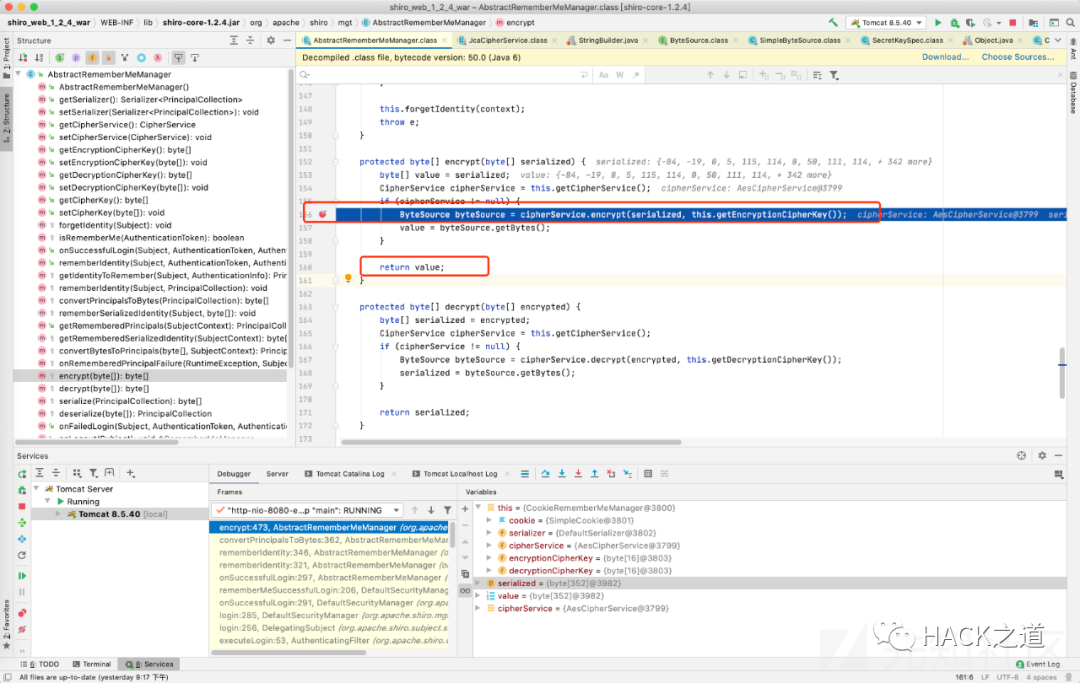 shiro_web_1_2_4_war – AbstractRememberMeManager.class [shiro-core-1.2.4]
shiro_web_1_2_4_war › WEB-INF › lib › shiro-core-1.2.4.jar › org › apache › shiro › mgt › AbstractRememberMeManager › encrypt
Tomcat 8.5.40
Structure
AbstractRememberMeManager.class
JcaCipherService.class
StringBuilder.java
ByteSource.class
SimpleByteSource.class
SecretKeySpec.class
Object.java
Decompiled .class file, bytecode version: 50.0 (Java 6)
Download...
Choose Sources...
1: Project
Z: Structure
Ant
Database
AbstractRememberMeManager
AbstractRememberMeManager()
getSerializer(): Serializer<PrincipalCollection>
setSerializer(Serializer<PrincipalCollection>): void
getCipherService(): CipherService
setCipherService(CipherService): void
getEncryptionCipherKey(): byte[]
setEncryptionCipherKey(byte[]): void
getDecryptionCipherKey(): byte[]
setDecryptionCipherKey(byte[]): void
getCipherKey(): byte[]
setCipherKey(byte[]): void
forgetIdentity(Subject): void
isRememberMe(AuthenticationToken): boolean
onSuccessfulLogin(Subject, AuthenticationToken, Authen
rememberIdentity(Subject, AuthenticationToken, Authenti
getIdentityToRemember(Subject, AuthenticationInfo): Prin
rememberIdentity(Subject, PrincipalCollection): void
convertPrincipalsToBytes(PrincipalCollection): byte[]
rememberSerializedIdentity(Subject, byte[]): void
getRememberedPrincipals(SubjectContext): PrincipalColl
getRememberedSerializedIdentity(SubjectContext): byte[]
convertBytesToPrincipals(byte[], SubjectContext): Princip
onRememberedPrincipalFailure(RuntimeException, Subjec
encrypt(byte[]): byte[]
decrypt(byte[]): byte[]
serialize(PrincipalCollection): byte[]
deserialize(byte[]): PrincipalCollection
onFailedLogin(Subject, AuthenticationToken, Authenticati
147
148 this.forgetIdentity(context);
149 throw e;
150 }
151
152 protected byte[] encrypt(byte[] serialized) { serialized: {-84, -19, 0, 5, 115, 114, 0, 50, 111, 114, + 342 more}
153 byte[] value = serialized; value: {-84, -19, 0, 5, 115, 114, 0, 50, 111, 114, + 342 more}
154 CipherService cipherService = this.getCipherService(); cipherService: AesCipherService@3799
155 if (cipherService != null) {
156 ByteSource byteSource = cipherService.encrypt(serialized, this.getEncryptionCipherKey()); cipherService: AesCipherService@3799 seri
157 value = byteSource.getBytes();
158 }
159
160 return value;
161 }
162
163 protected byte[] decrypt(byte[] encrypted) {
164 byte[] serialized = encrypted;
165 CipherService cipherService = this.getCipherService();
166 if (cipherService != null) {
167 ByteSource byteSource = cipherService.decrypt(encrypted, this.getDecryptionCipherKey());
168 serialized = byteSource.getBytes();
169 }
170
171 return serialized;
172 }
173
Services
Debugger
Server
Tomcat Catalina Log
Tomcat Localhost Log
Tomcat Server
Running
Tomcat 8.5.40 [local]
Frames
"http-nio-8080-e...p "main": RUNNING
encrypt:473, AbstractRememberMeManager (org.apache
convertPrincipalsToBytes:362, AbstractRememberMeMan
rememberIdentity:346, AbstractRememberMeManager (o
rememberIdentity:321, AbstractRememberMeManager (or
onSuccessfulLogin:297, AbstractRememberMeManager (
rememberMeSuccessfulLogin:206, DefaultSecurityManag
onSuccessfulLogin:291, DefaultSecurityManager (org.ap
login:285, DefaultSecurityManager (org.apache.shiro.mg
login:256, DelegatingSubject (org.apache.shiro.subject.s
executeLogin:53, AuthenticatingFilter (org.apache.shiro.
Variables
this = {CookieRememberMeManager@3800}
cookie = {SimpleCookie@3801}
serializer = {DefaultSerializer@3802}
cipherService = {AesCipherService@3799}
encryptionCipherKey = {byte[16]@3803}
decryptionCipherKey = {byte[16]@3803}
serialized = {byte[352]@3982}
value = {byte[352]@3982}
cipherService = {AesCipherService@3799}
2: Favorites
HACK之道
6: TODO
Terminal
8: Services
Event Log
All files are up-to-date (yesterday 9:17 下午)
161:6 LF UTF-8 4 spaces